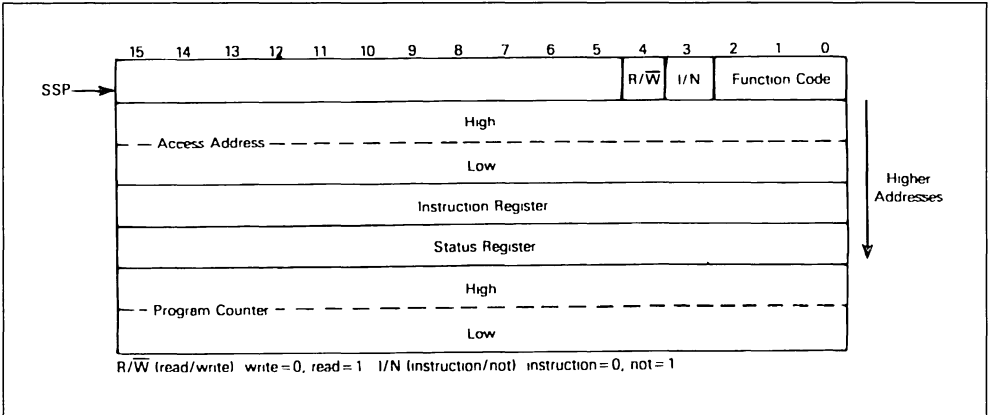 15 14 13 12 11 10 9 8 7 6 5 4 3 2 1 0
SSP R/W̅ I/N Function Code
High
Access Address
Low
Higher
Addresses
Instruction Register
Status Register
High
Program Counter
Low
R/W̅ (read/write) write=0, read=1 I/N (instruction/not) instruction=0, not=1